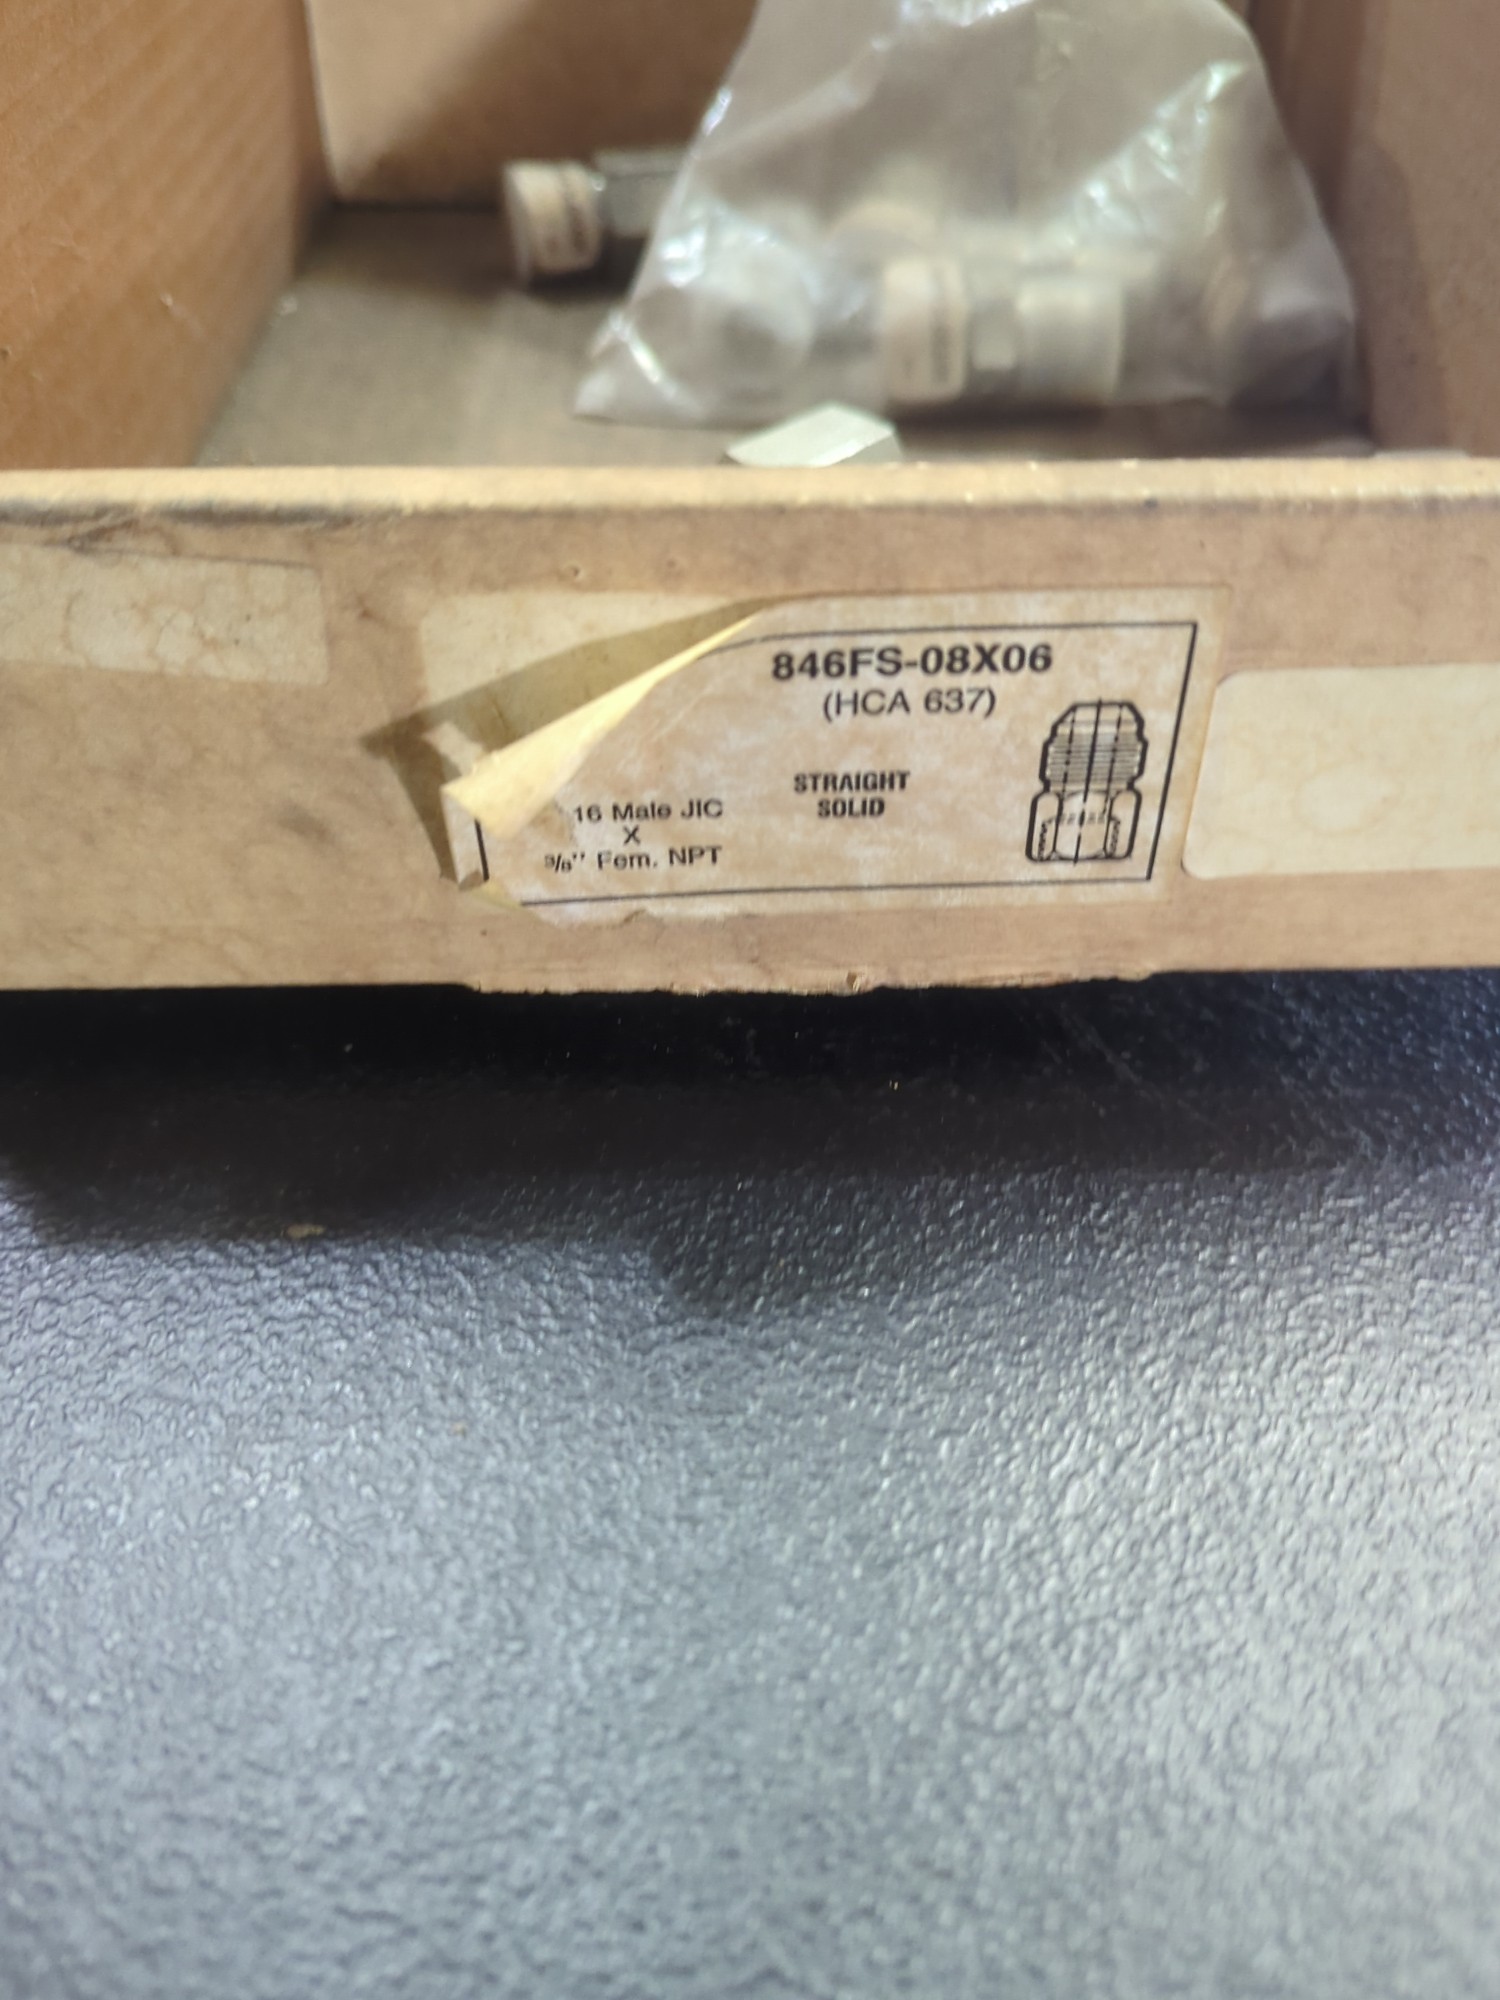 846FS-08X06
(HCA 637)
STRAIGHT
SOLID
16 Male JIC
X
3/8" Fem. NPT